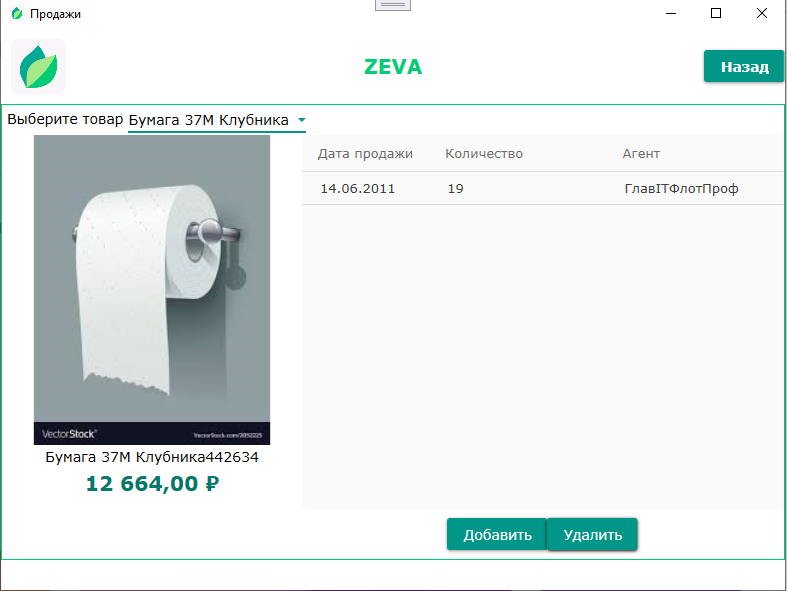 Продажи
ZEVA
Назад
Выберите товар Бумага 37М Клубника
Дата продажи Количество Агент
14.06.2011 19 ГлавITФлотПроф
VectorStock®
VectorStock.com/2052225
Бумага 37М Клубника442634
12 664,00 ₽
Добавить Удалить